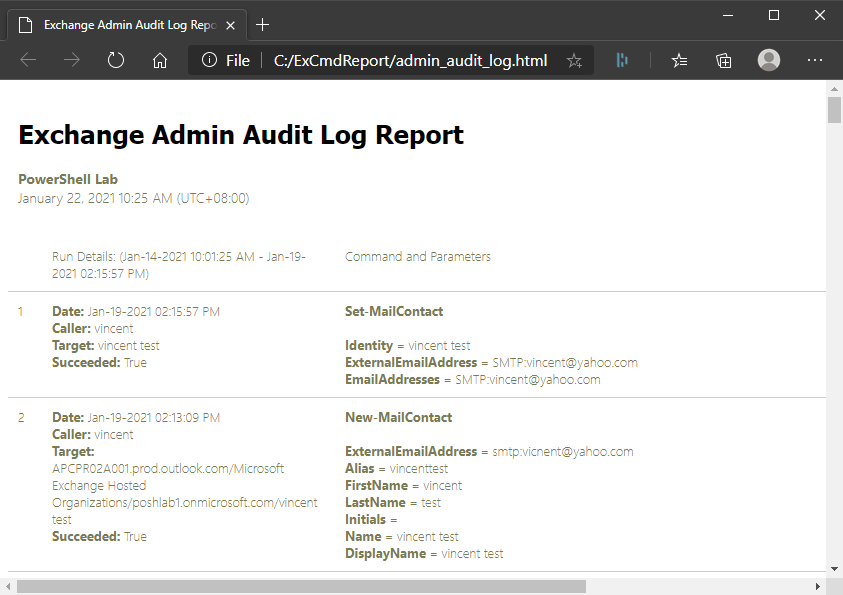 Exchange Admin Audit Log Repo
File
C:/ExCmdReport/admin_audit_log.html
Exchange Admin Audit Log Report
PowerShell Lab
January 22, 2021 10:25 AM (UTC+08:00)
Run Details: (Jan-14-2021 10:01:25 AM - Jan-19-
2021 02:15:57 PM)
Command and Parameters
1
Date: Jan-19-2021 02:15:57 PM
Caller: vincent
Target: vincent test
Succeeded: True
Set-MailContact
Identity = vincent test
ExternalEmailAddress = SMTP:vincent@yahoo.com
EmailAddresses = SMTP:vincent@yahoo.com
2
Date: Jan-19-2021 02:13:09 PM
Caller: vincent
Target:
APCPR02A001.prod.outlook.com/Microsoft
Exchange Hosted
Organizations/poshlab1.onmicrosoft.com/vincent
test
Succeeded: True
New-MailContact
ExternalEmailAddress = smtp:vicnent@yahoo.com
Alias = vincenttest
FirstName = vincent
LastName = test
Initials =
Name = vincent test
DisplayName = vincent test